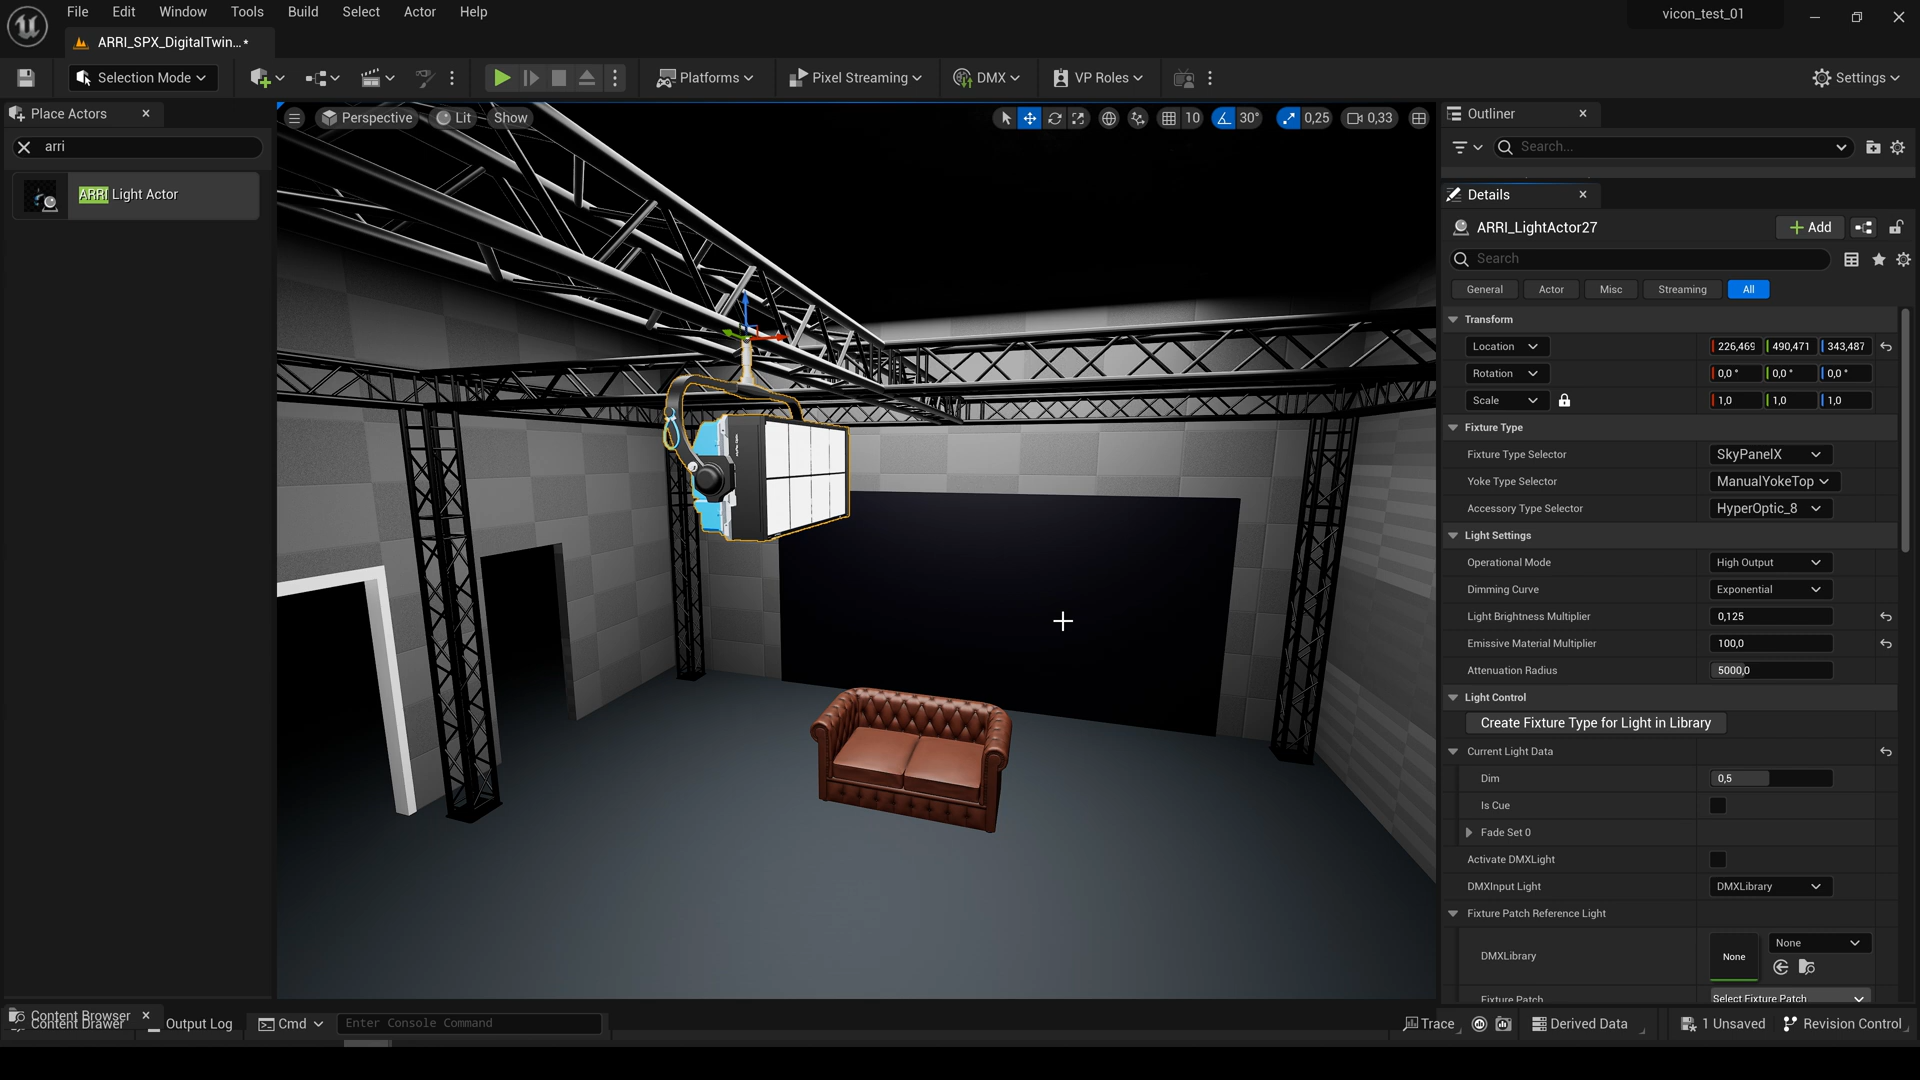 File Edit Window Tools Build Select Actor Help
vicon_test_01
ARRI_SPX_DigitalTwin...•
Selection Mode
Platforms
Pixel Streaming
DMX
VP Roles
Settings
Place Actors
arri
ARRI Light Actor
Perspective
Lit
Show
10
30°
0,25
0,33
Outliner
Search...
Details
ARRI_LightActor27
Add
Search
General Actor Misc Streaming All
Transform
Location 226,469 490,471 343,487
Rotation 0,0 ° 0,0 ° 0,0 °
Scale 1,0 1,0 1,0
Fixture Type
Fixture Type Selector SkyPanelX
Yoke Type Selector ManualYokeTop
Accessory Type Selector HyperOptic_8
Light Settings
Operational Mode High Output
Dimming Curve Exponential
Light Brightness Multiplier 0,125
Emissive Material Multiplier 100,0
Attenuation Radius 5000,0
Light Control
Create Fixture Type for Light in Library
Current Light Data
Dim 0,5
Is Cue
Fade Set 0
Activate DMXLight
DMXInput Light DMXLibrary
Fixture Patch Reference Light
DMXLibrary None None
Fixture Patch Select Fixture Patch
Content Browser
Content Drawer
Output Log
Cmd
Enter Console Command
Trace
Derived Data
1 Unsaved
Revision Control